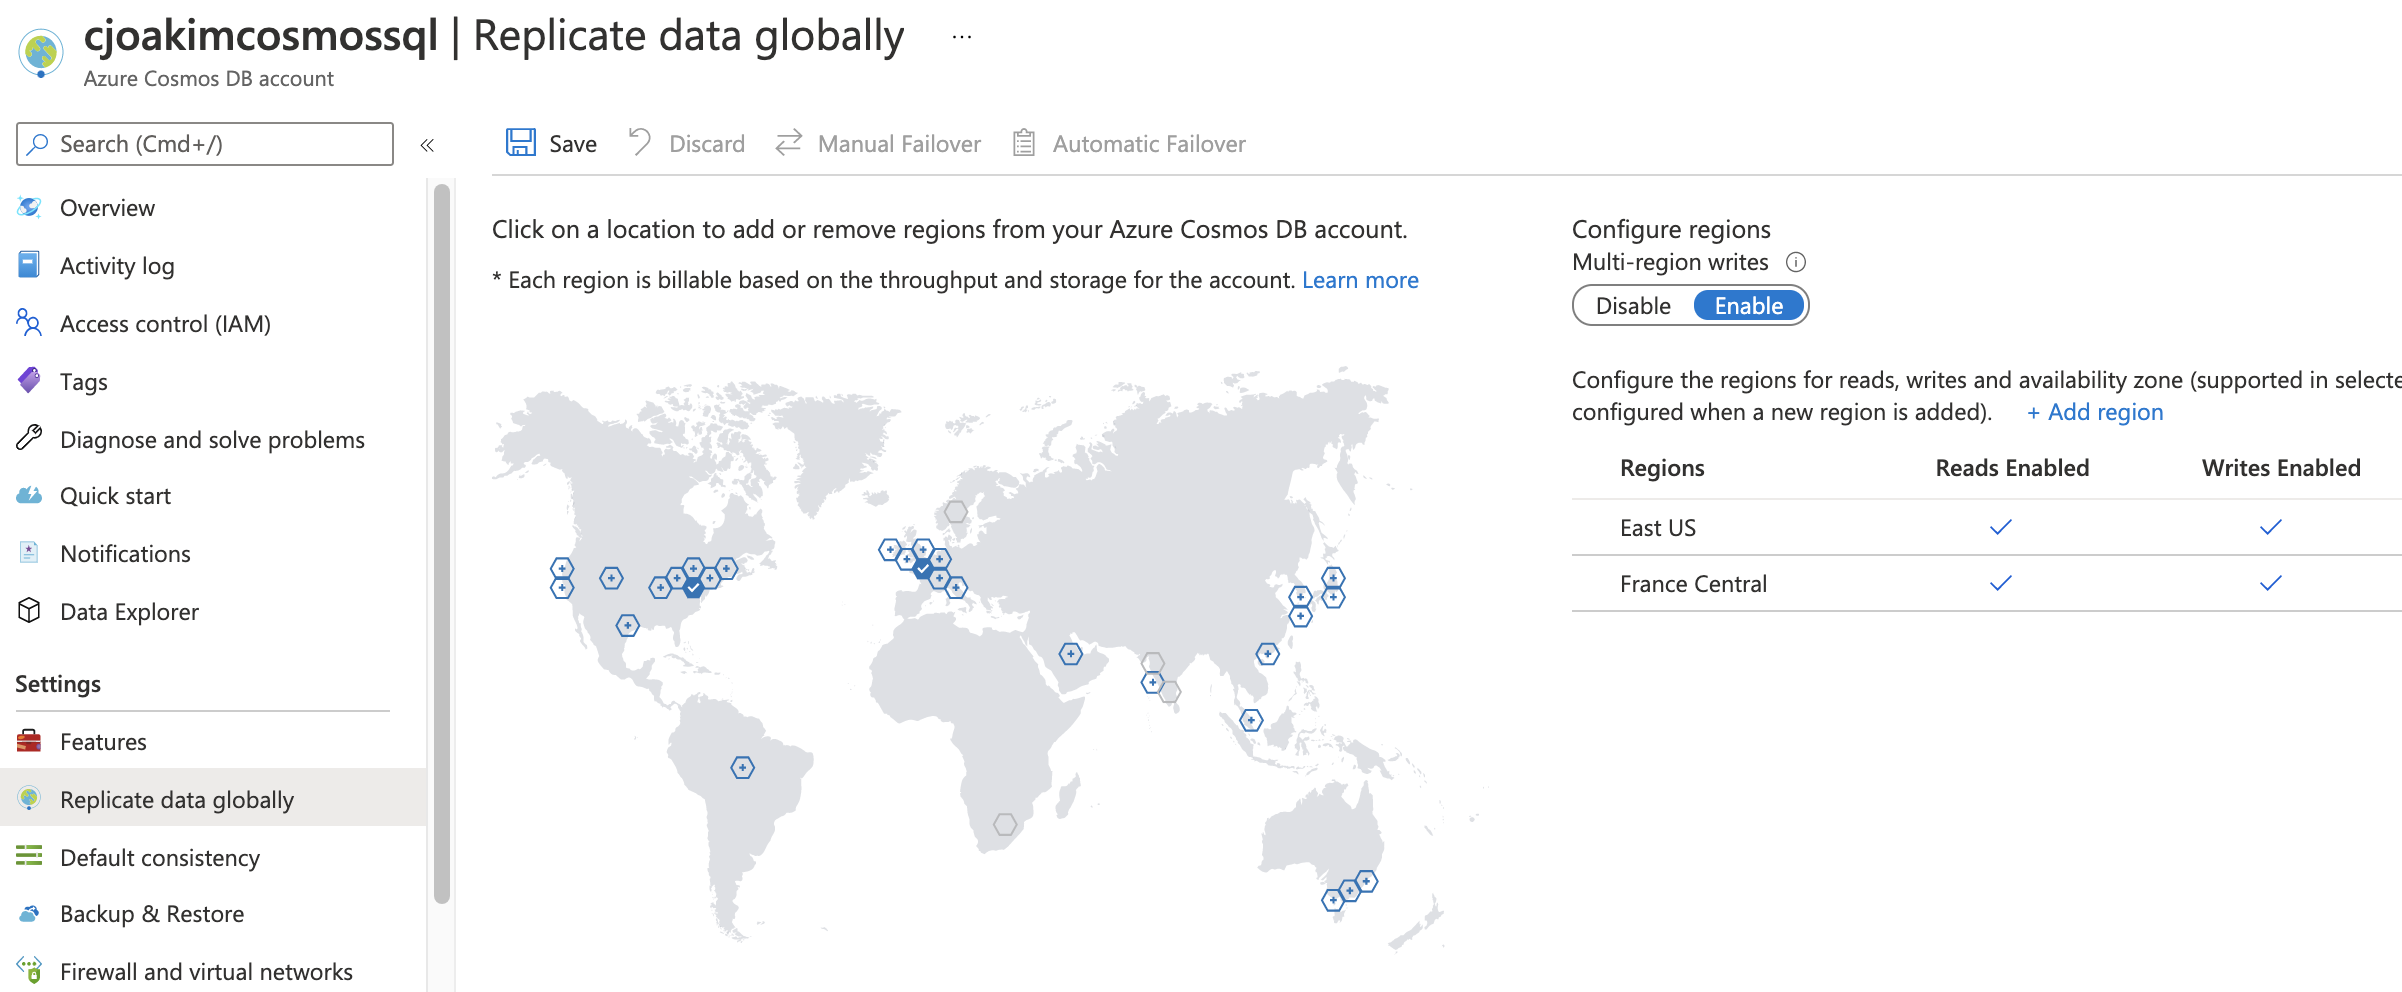 cjoakimcosmossql | Replicate data globally ...
Azure Cosmos DB account
Search (Cmd+/)
«
Save
Discard
Manual Failover
Automatic Failover
Overview
Activity log
Access control (IAM)
Tags
Diagnose and solve problems
Quick start
Notifications
Data Explorer
Settings
Features
Replicate data globally
Default consistency
Backup & Restore
Firewall and virtual networks
Click on a location to add or remove regions from your Azure Cosmos DB account.
* Each region is billable based on the throughput and storage for the account. Learn more
Configure regions
Multi-region writes
Disable Enable
Configure the regions for reads, writes and availability zone (supported in selecte
configured when a new region is added). + Add region
Regions Reads Enabled Writes Enabled
East US
France Central